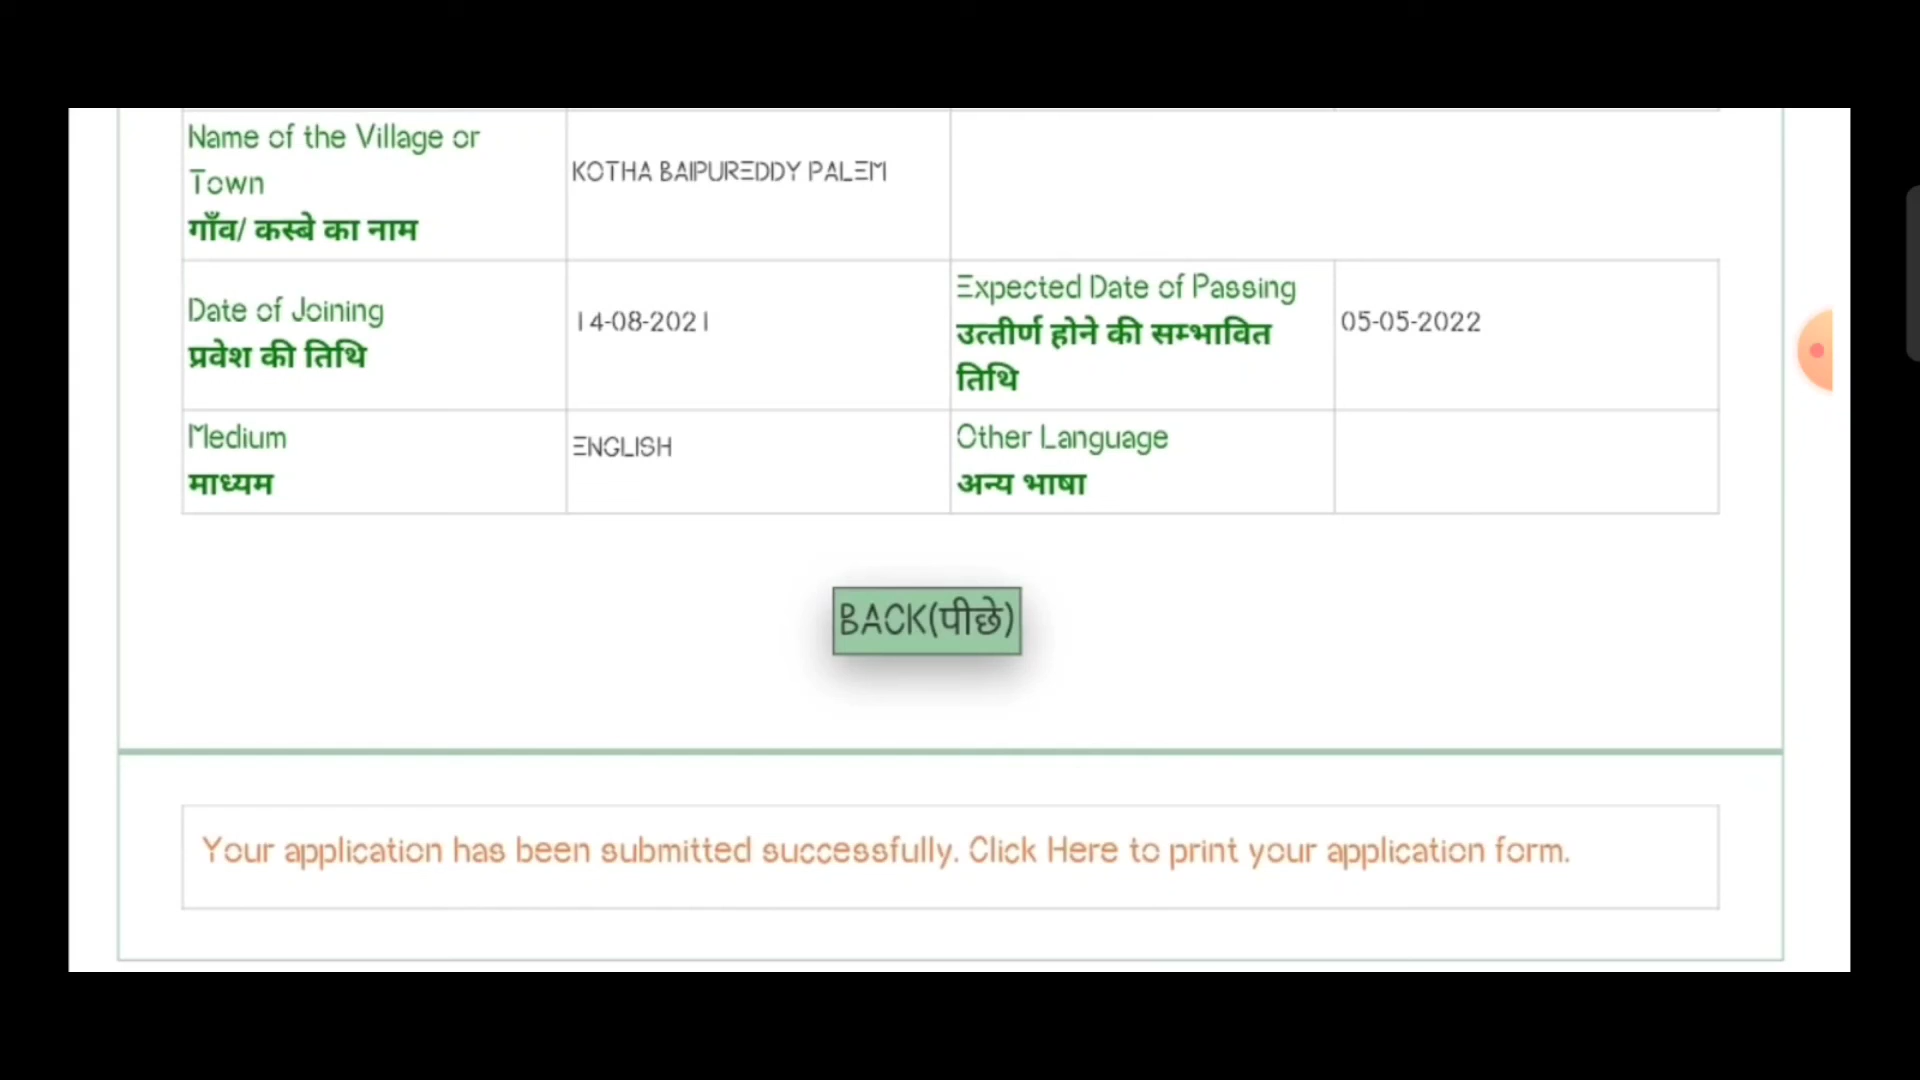 Name of the Village or
Town
गाँव/ कस्बे का नाम
KOTHA BAIPUREDDY PALEM
Date of Joining
प्रवेश की तिथि
14-08-2021
Expected Date of Passing
उत्तीर्ण होने की सम्भावित
तिथि
05-05-2022
Medium
माध्यम
ENGLISH
Other Language
अन्य भाषा
BACK(पीछे)
Your application has been submitted successfully. Click Here to print your application form.